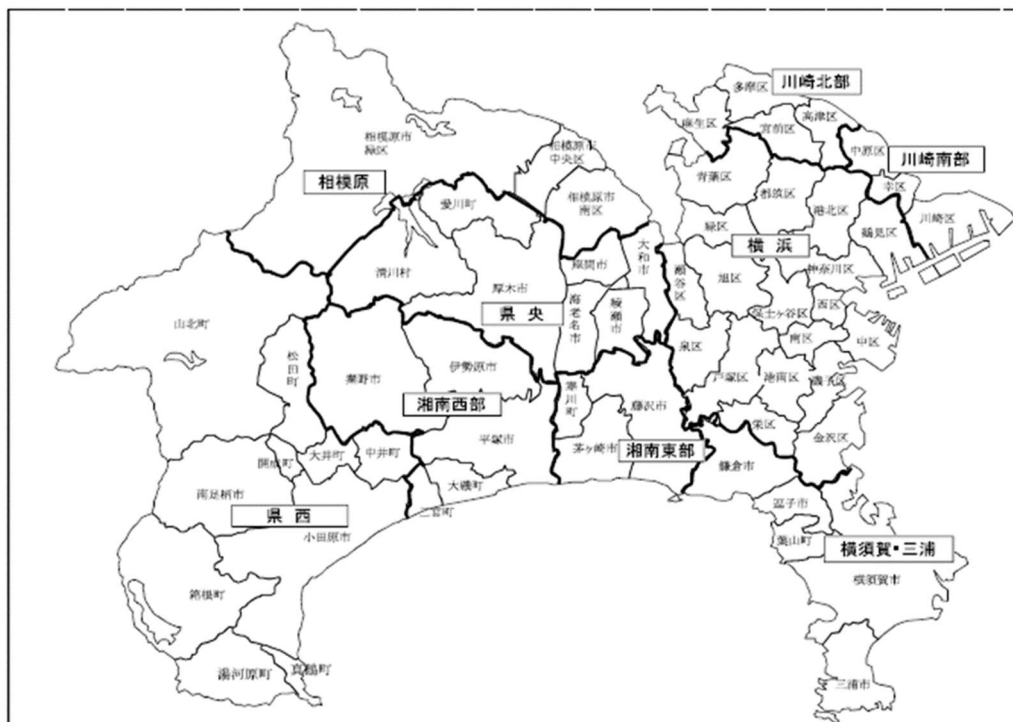 川崎北部
多摩区
麻生区
宮前区
高津区
中原区
川崎南部
幸区
川崎区
相模原市
緑区
相模原市
中央区
相模原市
南区
相模原
愛川町
清川村
厚木市
座間市
大和市
海老名市
綾瀬市
県央
青葉区
都筑区
港北区
鶴見区
緑区
横浜
瀬谷区
旭区
神奈川区
保土ヶ谷区
西区
中区
南区
泉区
戸塚区
港南区
磯子区
栄区
金沢区
山北町
松田町
秦野市
伊勢原市
湘南西部
平塚市
大磯町
二宮町
寒川町
藤沢市
茅ヶ崎市
湘南東部
鎌倉市
逗子市
葉山町
横須賀・三浦
横須賀市
三浦市
開成町
大井町
中井町
南足柄市
県西
小田原市
箱根町
湯河原町
真鶴町